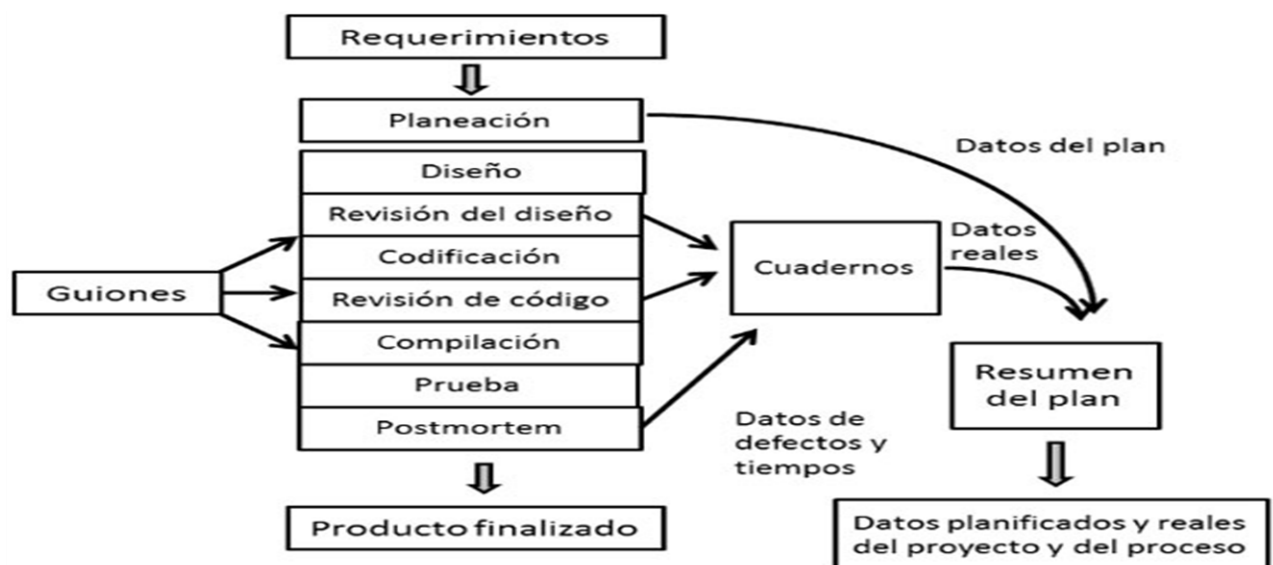 Requerimientos
Planeación
Datos del plan
Diseño
Revisión del diseño
Datos
reales
Codificación
Cuadernos
Guiones
Revisión de código
Compilación
Resumen
del plan
Prueba
Postmortem
Datos de
defectos y
tiempos
Producto finalizado
Datos planificados y reales
del proyecto y del proceso